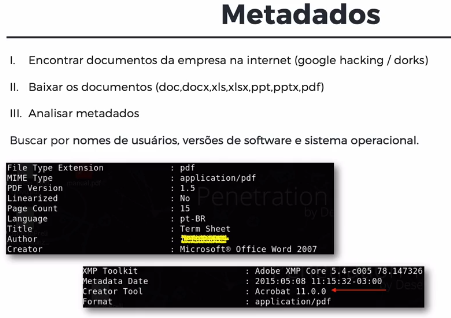 Metadados
I. Encontrar documentos da empresa na internet (google hacking / dorks)
II. Baixar os documentos (doc,docx,xls,xlsx,ppt,pptx,pdf)
III. Analisar metadados
Buscar por nomes de usuários, versões de software e sistema operacional.
File Type Extension : pdf
MIME Type : application/pdf
PDF Version : 1.5
Linearized : No
Page Count : 15
Language : pt-BR
Title : Term Sheet
Author :
Creator : Microsoft® Office Word 2007
Penetration
XMP Toolkit : Adobe XMP Core 5.4-c005 78.147326
Metadata Date : 2015:05:08 11:15:32-03:00
Creator Tool : Acrobat 11.0.0
Format : application/pdf